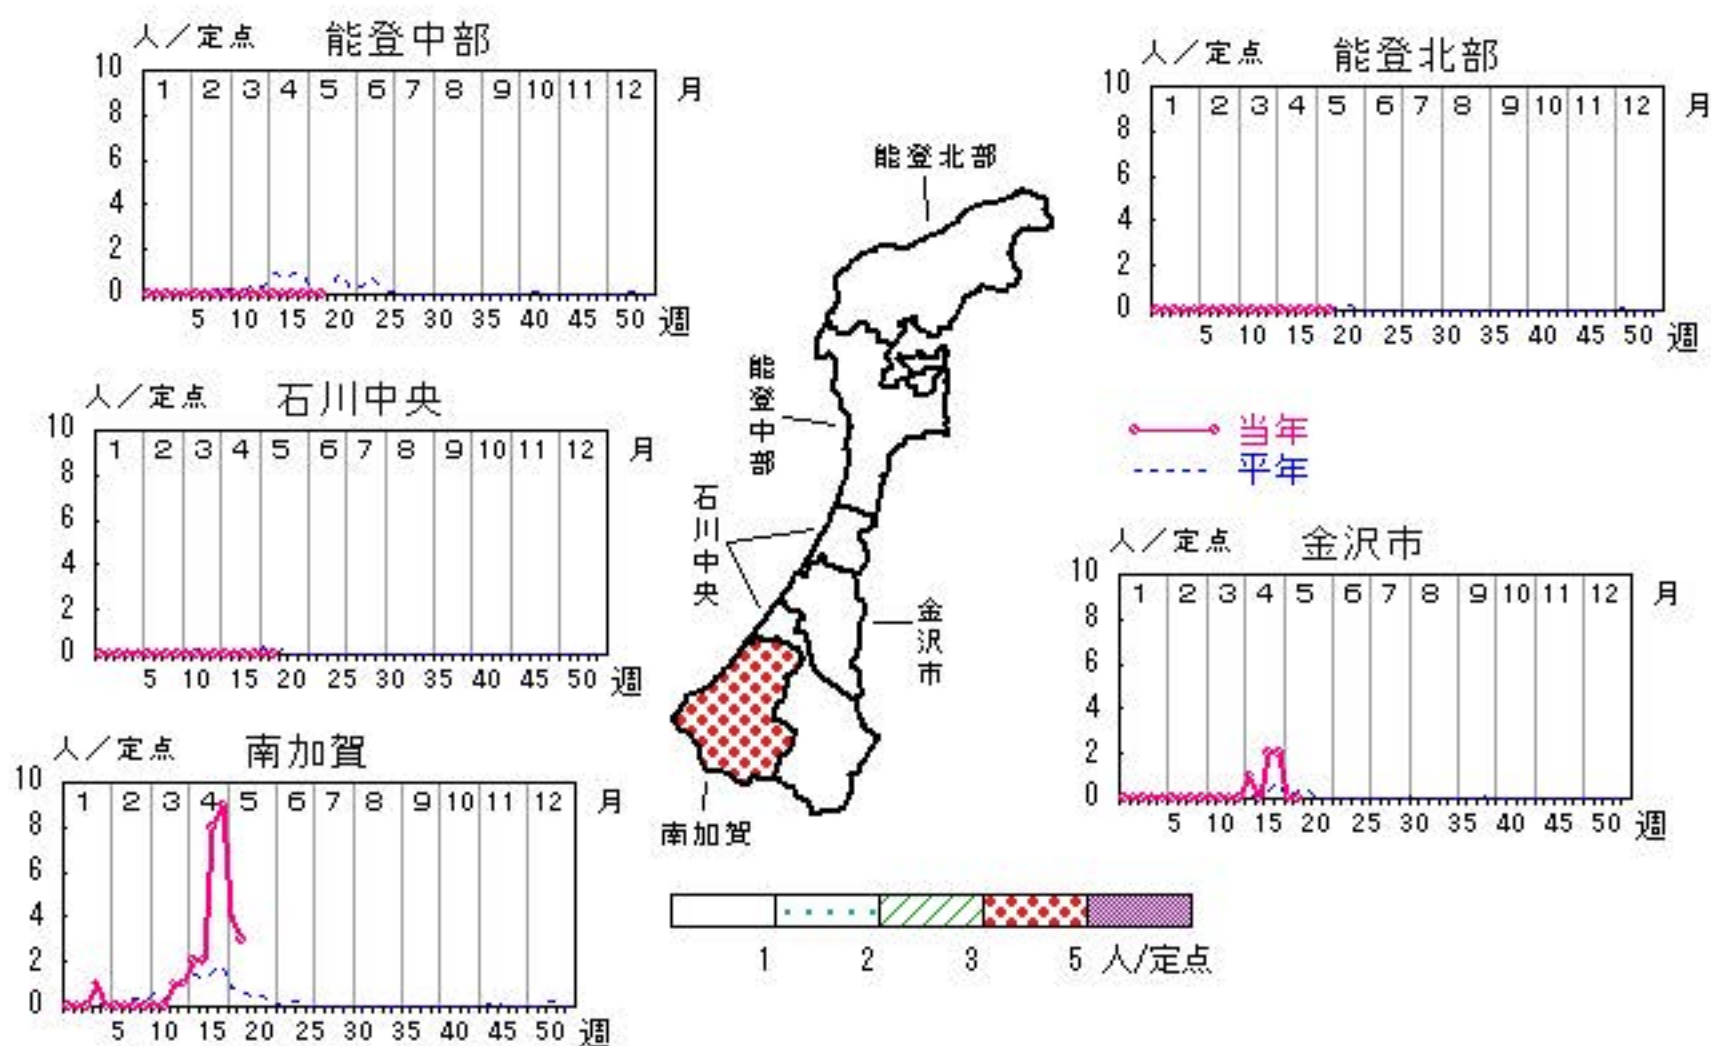 人／定点 能登中部
10 8 6 4 2 0
1 2 3 4 5 6 7 8 9 10 11 12 月
5 10 15 20 25 30 35 40 45 50 週
人／定点 能登北部
10 8 6 4 2 0
1 2 3 4 5 6 7 8 9 10 11 12 月
5 10 15 20 25 30 35 40 45 50 週
能登北部
能登中部
石川中央
金沢市
南加賀
人／定点 石川中央
10 8 6 4 2 0
1 2 3 4 5 6 7 8 9 10 11 12 月
5 10 15 20 25 30 35 40 45 50 週
当年
平年
人／定点 金沢市
10 8 6 4 2 0
1 2 3 4 5 6 7 8 9 10 11 12 月
5 10 15 20 25 30 35 40 45 50 週
人／定点 南加賀
10 8 6 4 2 0
1 2 3 4 5 6 7 8 9 10 11 12 月
5 10 15 20 25 30 35 40 45 50 週
1 2 3 5 人/定点